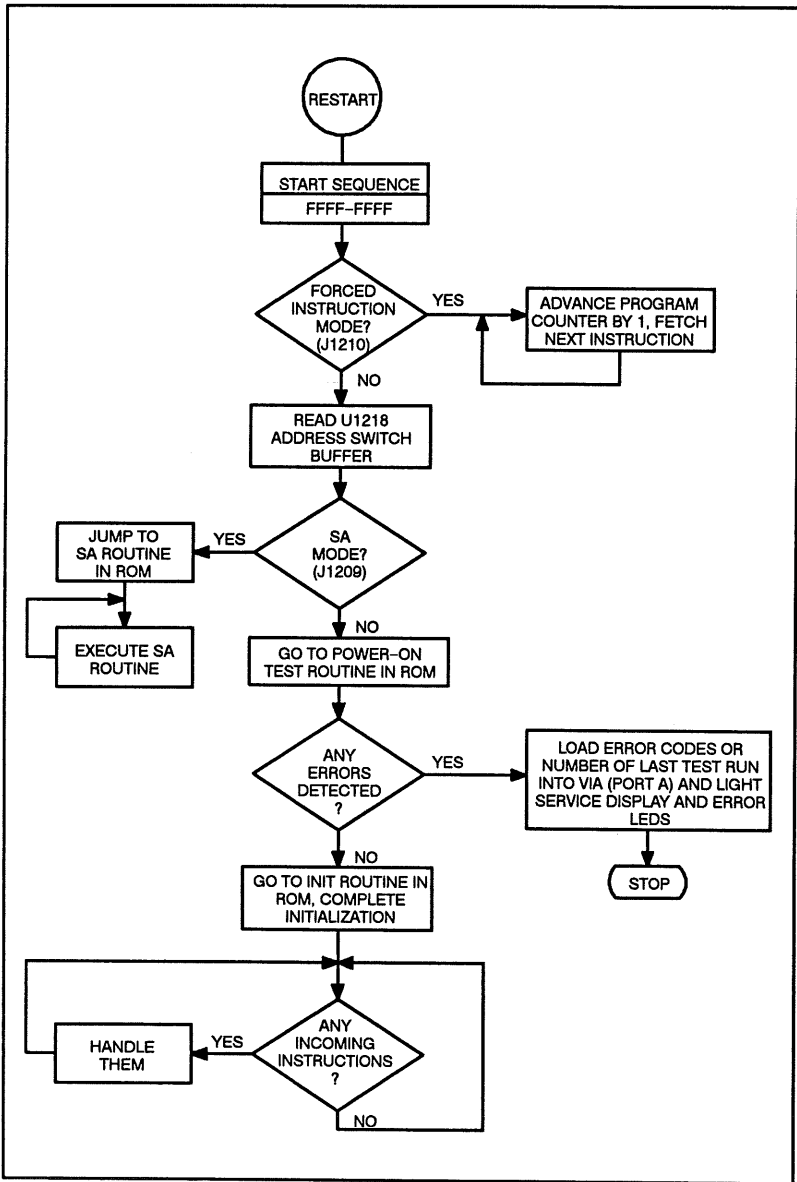 RESTART
START SEQUENCE
FFFF-FFFF
FORCED
INSTRUCTION
MODE?
(J1210)
YES
ADVANCE PROGRAM
COUNTER BY 1, FETCH
NEXT INSTRUCTION
NO
READ U1218
ADDRESS SWITCH
BUFFER
SA
MODE?
(J1209)
YES
JUMP TO
SA ROUTINE
IN ROM
EXECUTE SA
ROUTINE
NO
GO TO POWER-ON
TEST ROUTINE IN ROM
ANY
ERRORS
DETECTED
?
YES
LOAD ERROR CODES OR
NUMBER OF LAST TEST RUN
INTO VIA (PORT A) AND LIGHT
SERVICE DISPLAY AND ERROR
LEDS
STOP
NO
GO TO INIT ROUTINE IN
ROM, COMPLETE
INITIALIZATION
ANY
INCOMING
INSTRUCTIONS
?
YES
HANDLE
THEM
NO